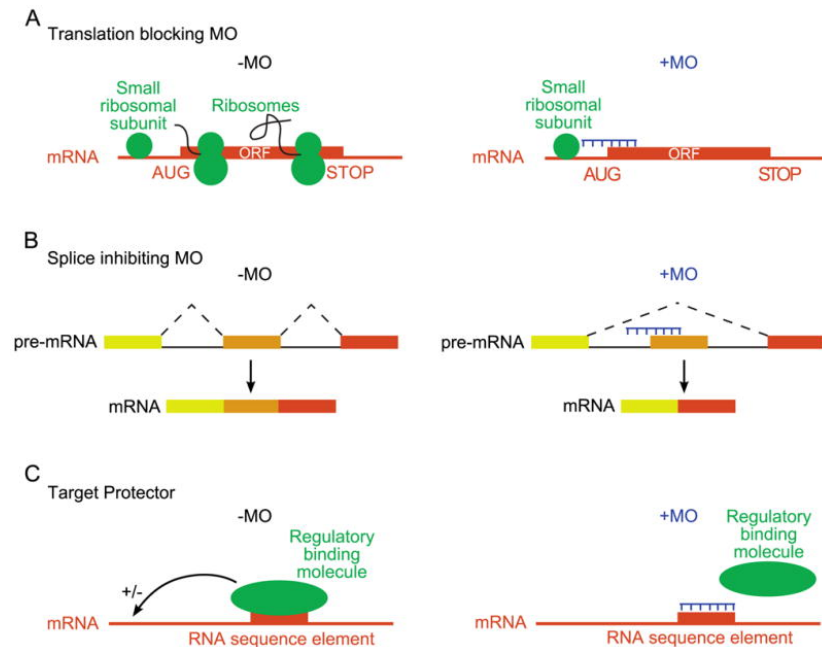 A
Translation blocking MO
-MO
Small
ribosomal
subunit
Ribosomes
mRNA
ORF
AUG
STOP
+MO
Small
ribosomal
subunit
mRNA
ORF
AUG
STOP
B
Splice inhibiting MO
-MO
pre-mRNA
mRNA
+MO
pre-mRNA
mRNA
C
Target Protector
-MO
Regulatory
binding
molecule
+/-
mRNA
RNA sequence element
+MO
Regulatory
binding
molecule
mRNA
RNA sequence element